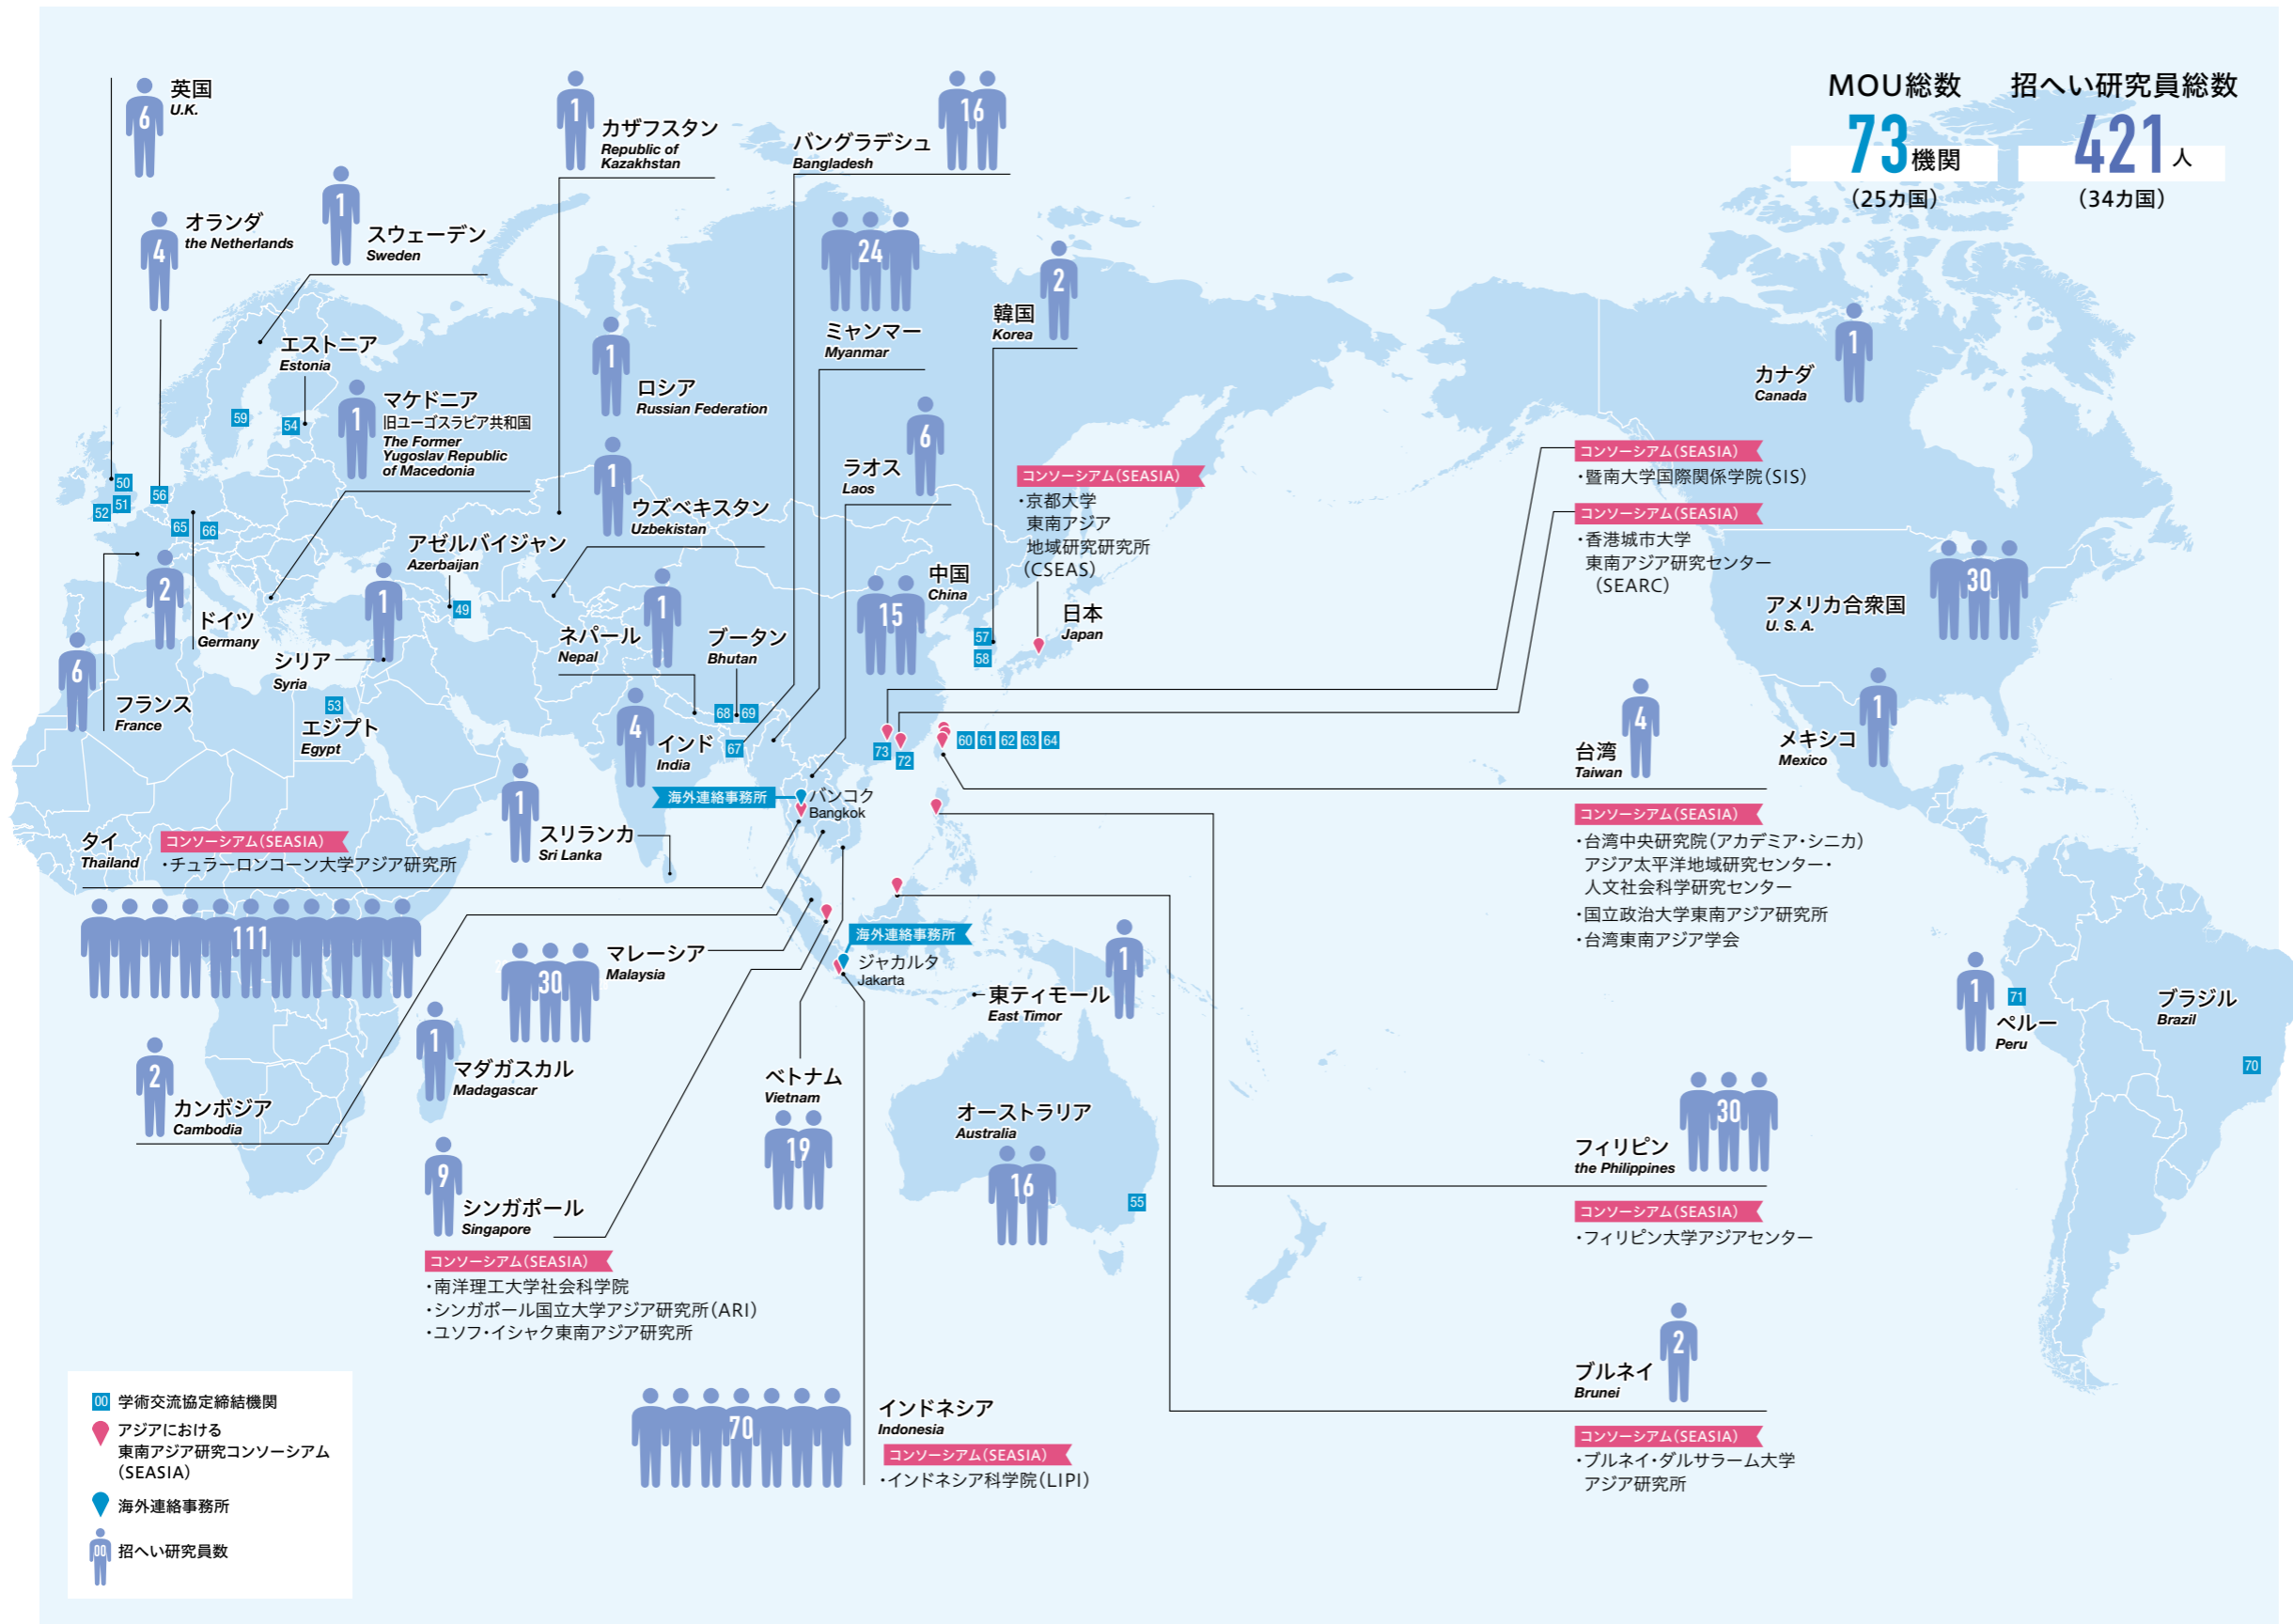 MOU総数
73機関
（25カ国）
招へい研究員総数
421人
（34カ国）
6
英国
U.K.
1
カザフスタン
Republic of
Kazakhstan
16
バングラデシュ
Bangladesh
4
オランダ
the Netherlands
1
スウェーデン
Sweden
24
ミャンマー
Myanmar
2
韓国
Korea
エストニア
Estonia
1
ロシア
Russian Federation
1
カナダ
Canada
1
マケドニア
旧ユーゴスラビア共和国
The Former
Yugoslav Republic
of Macedonia
59
54
6
ラオス
Laos
コンソーシアム（SEASIA）
・京都大学
東南アジア
地域研究研究所
（CSEAS）
日本
Japan
コンソーシアム（SEASIA）
・暨南大学国際関係学院（SIS）
コンソーシアム（SEASIA）
・香港城市大学
東南アジア研究センター
（SEARC）
50
51
52
56
65
66
1
ウズベキスタン
Uzbekistan
アゼルバイジャン
Azerbaijan
49
30
アメリカ合衆国
U. S. A.
2
ドイツ
Germany
1
シリア
Syria
1
ネパール
Nepal
ブータン
Bhutan
15
中国
China
57
58
6
フランス
France
53
エジプト
Egypt
4
インド
India
68
69
67
73
72
60
61
62
63
64
4
台湾
Taiwan
1
メキシコ
Mexico
海外連絡事務所
バンコク
Bangkok
1
スリランカ
Sri Lanka
タイ
Thailand
コンソーシアム（SEASIA）
・チュラーロンコーン大学アジア研究所
111
コンソーシアム（SEASIA）
・台湾中央研究院（アカデミア・シニカ）
アジア太平洋地域研究センター・
人文社会科学研究センター
・国立政治大学東南アジア研究所
・台湾東南アジア学会
30
マレーシア
Malaysia
海外連絡事務所
ジャカルタ
Jakarta
1
東ティモール
East Timor
1
71
ペルー
Peru
ブラジル
Brazil
70
1
マダガスカル
Madagascar
2
カンボジア
Cambodia
ベトナム
Vietnam
19
オーストラリア
Australia
16
55
30
フィリピン
the Philippines
コンソーシアム（SEASIA）
・フィリピン大学アジアセンター
9
シンガポール
Singapore
コンソーシアム（SEASIA）
・南洋理工大学社会科学院
・シンガポール国立大学アジア研究所（ARI）
・ユソフ・イシャク東南アジア研究所
2
ブルネイ
Brunei
コンソーシアム（SEASIA）
・ブルネイ・ダルサラーム大学
アジア研究所
70
インドネシア
Indonesia
コンソーシアム（SEASIA）
・インドネシア科学院（LIPI）
00 学術交流協定締結機関
アジアにおける
東南アジア研究コンソーシアム
（SEASIA）
海外連絡事務所
00 招へい研究員数